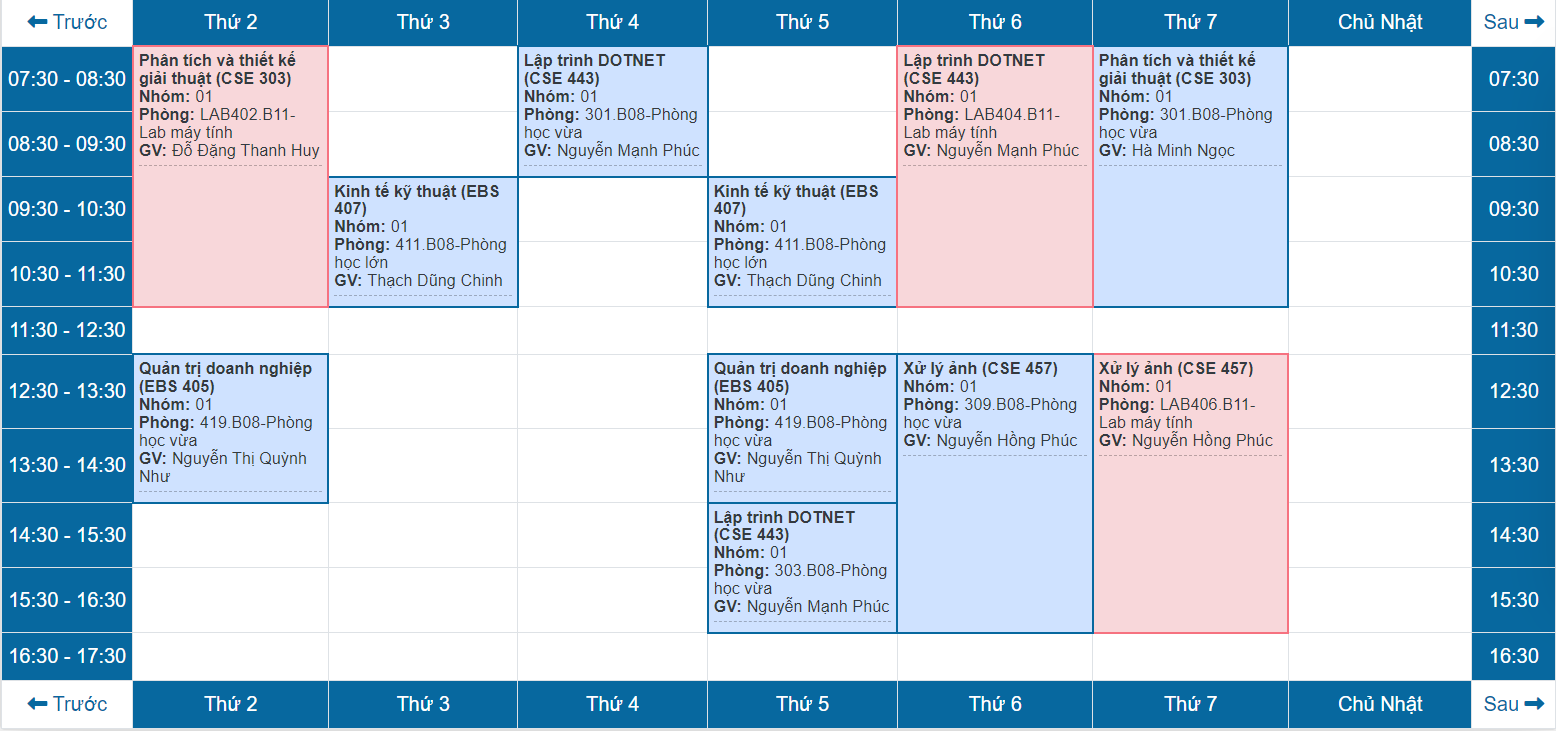 Trước
Thứ 2
Thứ 3
Thứ 4
Thứ 5
Thứ 6
Thứ 7
Chủ Nhật
Sau
07:30 - 08:30
Phân tích và thiết kế
giải thuật (CSE 303)
Nhóm: 01
Phòng: LAB402.B11-
Lab máy tính
GV: Đỗ Đặng Thanh Huy
Lập trình DOTNET
(CSE 443)
Nhóm: 01
Phòng: 301.B08-Phòng
học vừa
GV: Nguyễn Mạnh Phúc
Lập trình DOTNET
(CSE 443)
Nhóm: 01
Phòng: LAB404.B11-
Lab máy tính
GV: Nguyễn Mạnh Phúc
Phân tích và thiết kế
giải thuật (CSE 303)
Nhóm: 01
Phòng: 301.B08-Phòng
học vừa
GV: Hà Minh Ngọc
07:30
08:30 - 09:30
08:30
09:30 - 10:30
Kinh tế kỹ thuật (EBS
407)
Nhóm: 01
Phòng: 411.B08-Phòng
học lớn
GV: Thạch Dũng Chinh
Kinh tế kỹ thuật (EBS
407)
Nhóm: 01
Phòng: 411.B08-Phòng
học lớn
GV: Thạch Dũng Chinh
09:30
10:30 - 11:30
10:30
11:30 - 12:30
11:30
12:30 - 13:30
Quản trị doanh nghiệp
(EBS 405)
Nhóm: 01
Phòng: 419.B08-Phòng
học vừa
GV: Nguyễn Thị Quỳnh
Như
Quản trị doanh nghiệp
(EBS 405)
Nhóm: 01
Phòng: 419.B08-Phòng
học vừa
GV: Nguyễn Thị Quỳnh
Như
Xử lý ảnh (CSE 457)
Nhóm: 01
Phòng: 309.B08-Phòng
học vừa
GV: Nguyễn Hồng Phúc
Xử lý ảnh (CSE 457)
Nhóm: 01
Phòng: LAB406.B11-
Lab máy tính
GV: Nguyễn Hồng Phúc
12:30
13:30 - 14:30
13:30
14:30 - 15:30
Lập trình DOTNET
(CSE 443)
Nhóm: 01
Phòng: 303.B08-Phòng
học vừa
GV: Nguyễn Mạnh Phúc
14:30
15:30 - 16:30
15:30
16:30 - 17:30
16:30
Trước
Thứ 2
Thứ 3
Thứ 4
Thứ 5
Thứ 6
Thứ 7
Chủ Nhật
Sau